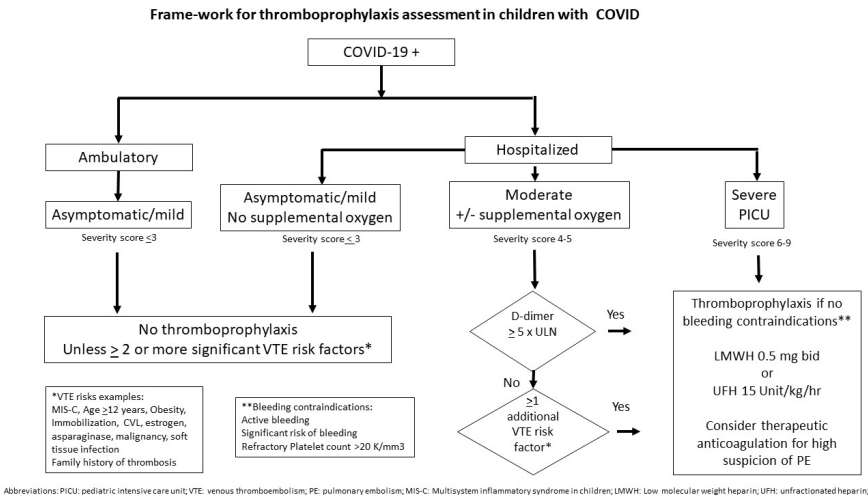 Frame-work for thromboprophylaxis assessment in children with COVID
COVID-19 +
Ambulatory
Hospitalized
Asymptomatic/mild
Severity score ≤3
Asymptomatic/mild
No supplemental oxygen
Severity score ≤ 3
Moderate
+/- supplemental oxygen
Severity score 4-5
Severe
PICU
Severity score 6-9
No thromboprophylaxis
Unless ≥ 2 or more significant VTE risk factors*
D-dimer
≥ 5 x ULN
Yes
No
≥1
additional
VTE risk
factor*
Yes
Thromboprophylaxis if no
bleeding contraindications**
LMWH 0.5 mg bid
or
UFH 15 Unit/kg/hr
Consider therapeutic
anticoagulation for high
suspicion of PE
*VTE risks examples:
MIS-C, Age ≥12 years, Obesity,
Immobilization, CVL, estrogen,
asparaginase, malignancy, soft
tissue infection
Family history of thrombosis
**Bleeding contraindications:
Active bleeding
Significant risk of bleeding
Refractory Platelet count >20 K/mm3
Abbreviations: PICU: pediatric intensive care unit; VTE: venous thromboembolism; PE: pulmonary embolism; MIS-C: Multisystem inflammatory syndrome in children; LMWH: Low molecular weight heparin; UFH: unfractionated heparin;